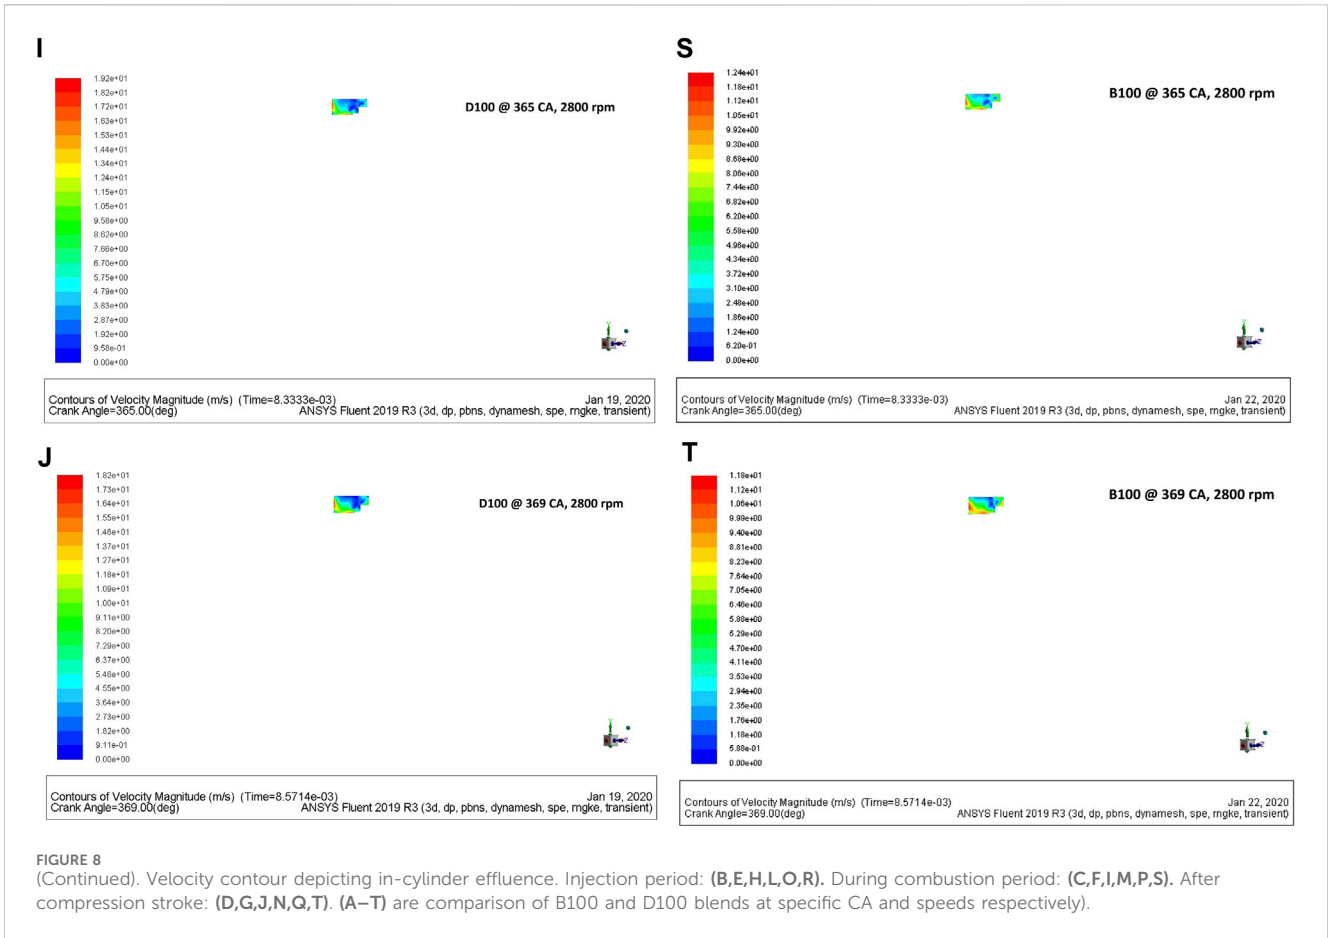 I
1.92e+01
1.82e+01
1.72e+01
1.63e+01
1.53e+01
1.44e+01
1.34e+01
1.24e+01
1.15e+01
1.05e+01
9.58e+00
8.62e+00
7.66e+00
6.70e+00
5.75e+00
4.79e+00
3.83e+00
2.87e+00
1.92e+00
9.58e-01
0.00e+00
D100 @ 365 CA, 2800 rpm
Contours of Velocity Magnitude (m/s) (Time=8.3333e-03)
Jan 19, 2020
Crank Angle=365.00(deg)
ANSYS Fluent 2019 R3 (3d, dp, pbns, dynamesh, spe, rngke, transient)
S
1.24e+01
1.18e+01
1.12e+01
1.05e+01
9.92e+00
9.30e+00
8.68e+00
8.06e+00
7.44e+00
6.82e+00
6.20e+00
5.58e+00
4.96e+00
4.34e+00
3.72e+00
3.10e+00
2.48e+00
1.86e+00
1.24e+00
6.20e-01
0.00e+00
B100 @ 365 CA, 2800 rpm
Contours of Velocity Magnitude (m/s) (Time=8.3333e-03)
Jan 22, 2020
Crank Angle=365.00(deg)
ANSYS Fluent 2019 R3 (3d, dp, pbns, dynamesh, spe, rngke, transient)
J
1.82e+01
1.73e+01
1.64e+01
1.55e+01
1.46e+01
1.37e+01
1.27e+01
1.18e+01
1.09e+01
1.00e+01
9.11e+00
8.20e+00
7.29e+00
6.37e+00
5.46e+00
4.55e+00
3.64e+00
2.73e+00
1.82e+00
9.11e-01
0.00e+00
D100 @ 369 CA, 2800 rpm
Contours of Velocity Magnitude (m/s) (Time=8.5714e-03)
Jan 19, 2020
Crank Angle=369.00(deg)
ANSYS Fluent 2019 R3 (3d, dp, pbns, dynamesh, spe, rngke, transient)
T
1.18e+01
1.12e+01
1.06e+01
9.99e+00
9.40e+00
8.81e+00
8.23e+00
7.64e+00
7.05e+00
6.46e+00
5.88e+00
5.29e+00
4.70e+00
4.11e+00
3.53e+00
2.94e+00
2.35e+00
1.76e+00
1.18e+00
5.88e-01
0.00e+00
B100 @ 369 CA, 2800 rpm
Contours of Velocity Magnitude (m/s) (Time=8.5714e-03)
Jan 22, 2020
Crank Angle=369.00(deg)
ANSYS Fluent 2019 R3 (3d, dp, pbns, dynamesh, spe, rngke, transient)
FIGURE 8
(Continued). Velocity contour depicting in-cylinder effluence. Injection period: (B,E,H,L,O,R). During combustion period: (C,F,I,M,P,S). After
compression stroke: (D,G,J,N,Q,T). (A–T) are comparison of B100 and D100 blends at specific CA and speeds respectively).